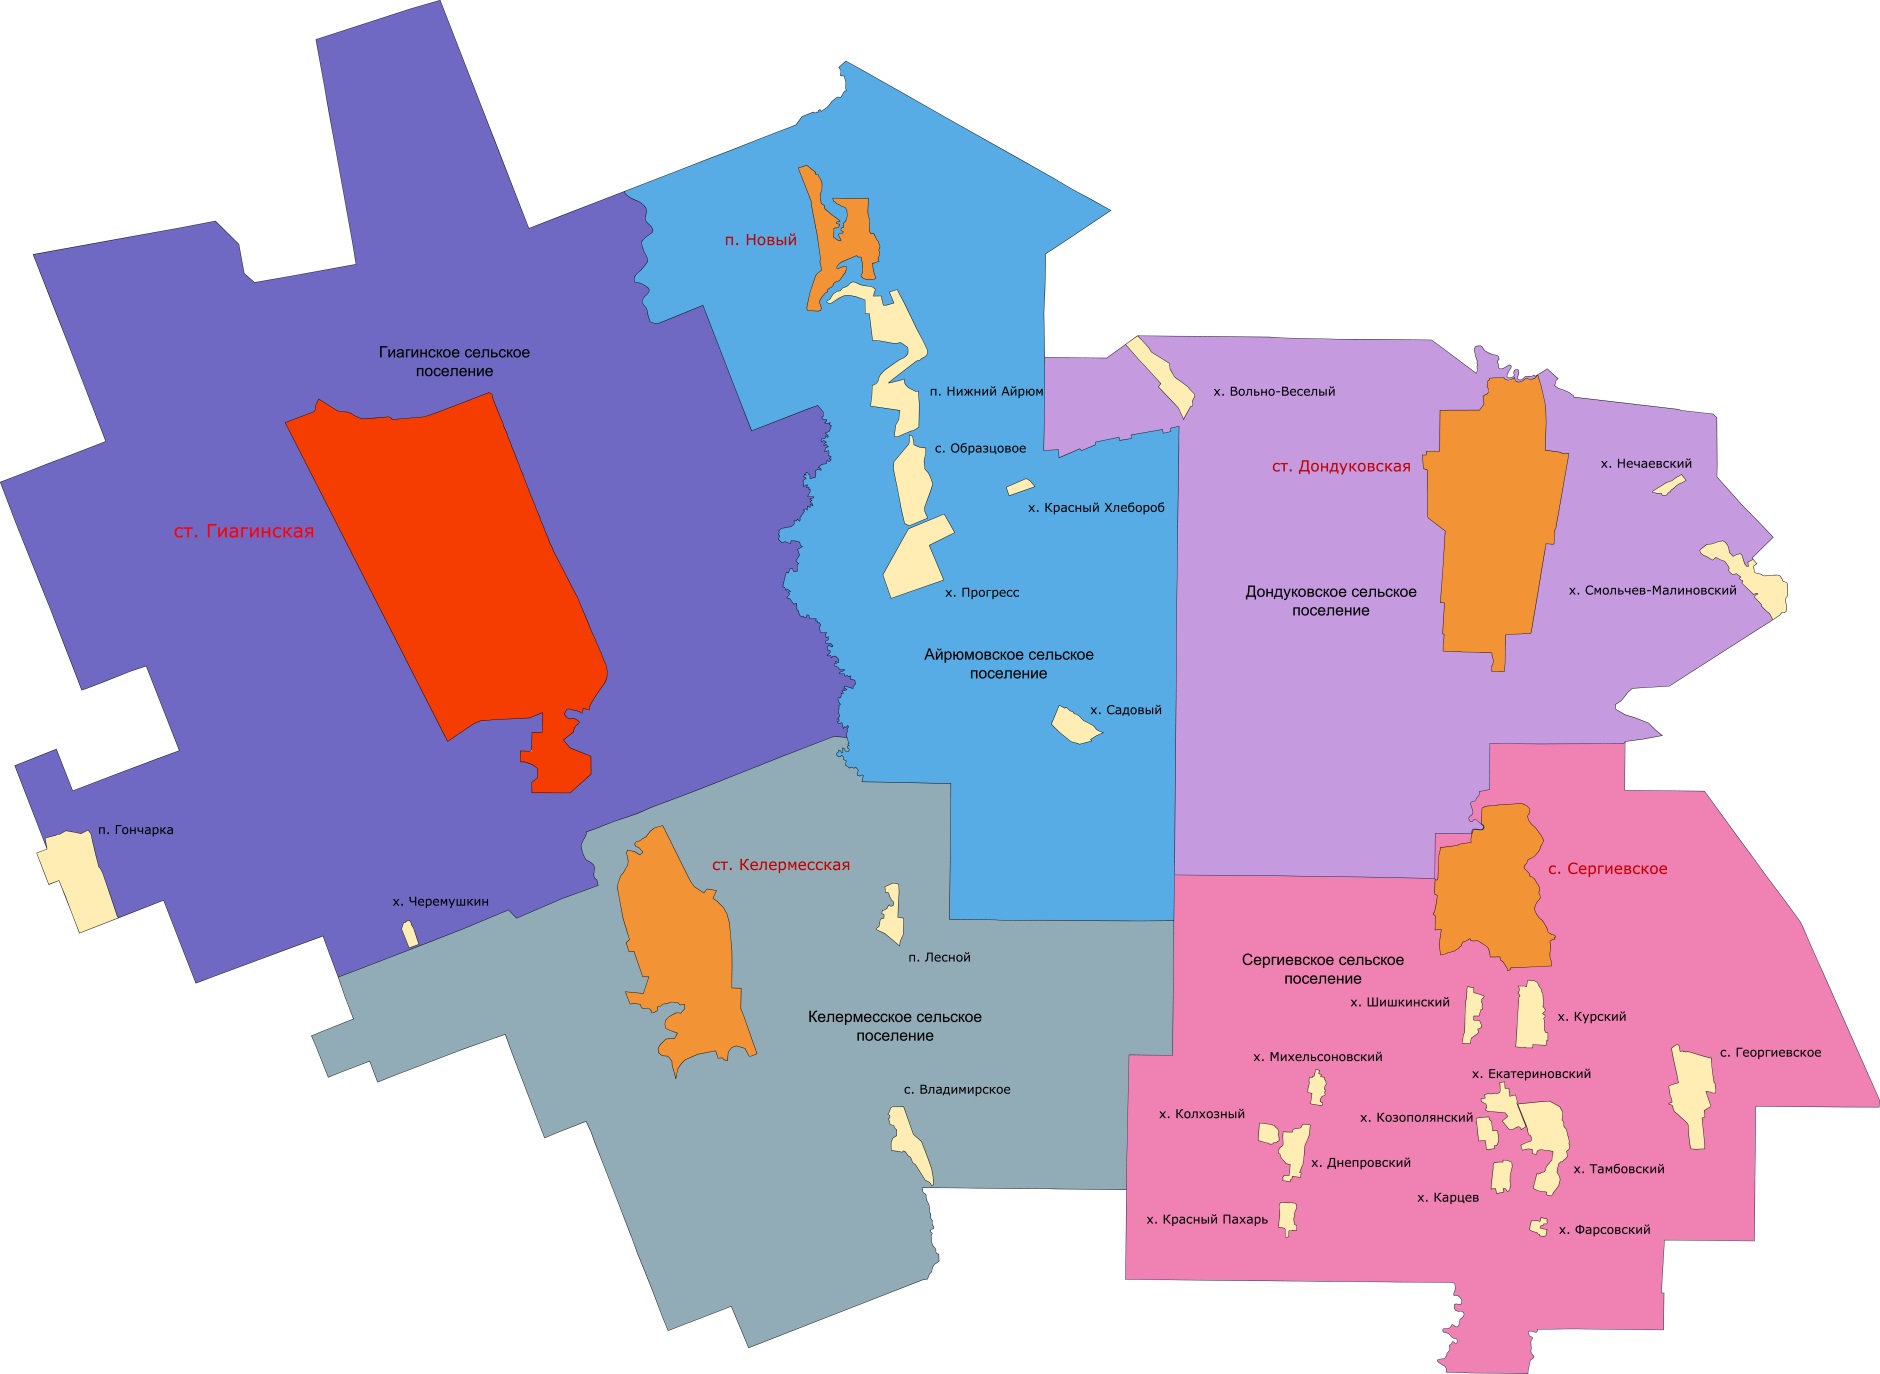 п. Новый
Гиагинское сельское
поселение
п. Нижний Айрюм
х. Вольно-Веселый
с. Образцовое
х. Нечаевский
ст. Дондуковская
х. Красный Хлебороб
ст. Гиагинская
х. Прогресс
Дондуковское сельское
поселение
х. Смольчев-Малиновский
Айрюмовское сельское
поселение
х. Садовый
п. Гончарка
ст. Келермесская
с. Сергиевское
х. Черемушкин
п. Лесной
Сергиевское сельское
поселение
х. Шишкинский
Келермесское сельское
поселение
х. Курский
с. Георгиевское
х. Михельсоновский
х. Екатериновский
с. Владимирское
х. Колхозный
х. Козополянский
х. Днепровский
х. Тамбовский
х. Карцев
х. Красный Пахарь
х. Фарсовский